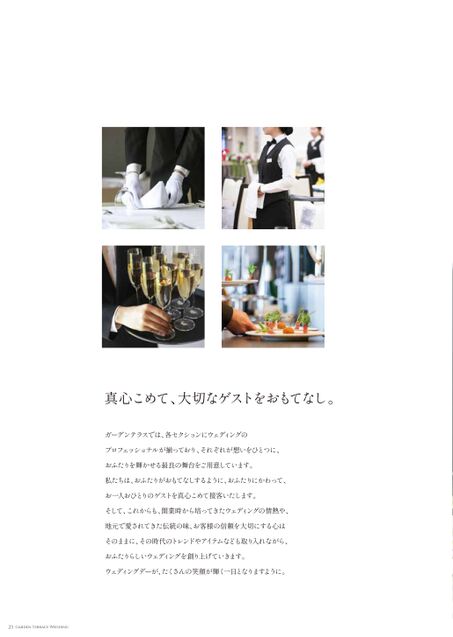 真心こめて、大切なゲストをおもてなし。
ガーデンテラスでは、各セクションにウェディングの
プロフェッショナルが揃っており、それぞれが想いをひとつに、
おふたりを輝かせる最良の舞台をご用意しています。
私たちは、おふたりがおもてなしするように、おふたりにかわって、
お一人おひとりのゲストを真心こめて接客いたします。
そして、これからも、開業時から培ってきたウェディングの情熱や、
地元で愛されてきた伝統の味、お客様の信頼を大切にする心は
そのままに、その時代のトレンドやアイテムなども取り入れながら、
おふたりらしいウェディングを創り上げていきます。
ウェディングデーが、たくさんの笑顔が輝く一日となりますように。
21 Garden Terrace Wedding